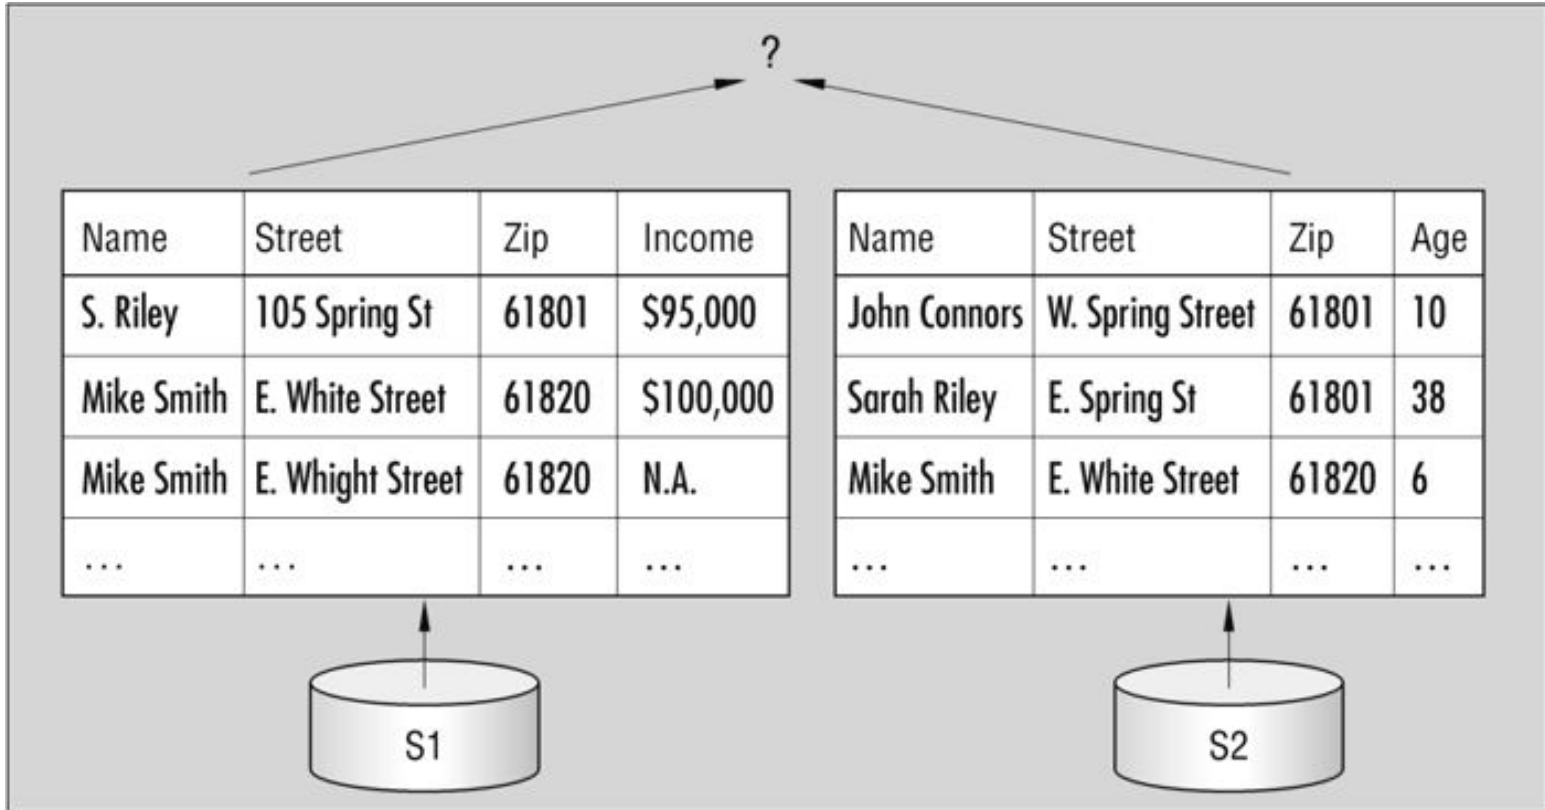 ?
Name Street Zip Income
S. Riley 105 Spring St 61801 $95,000
Mike Smith E. White Street 61820 $100,000
Mike Smith E. Whight Street 61820 N.A.
... ... ... ...
Name Street Zip Age
John Connors W. Spring Street 61801 10
Sarah Riley E. Spring St 61801 38
Mike Smith E. White Street 61820 6
... ... ... ...
S1
S2